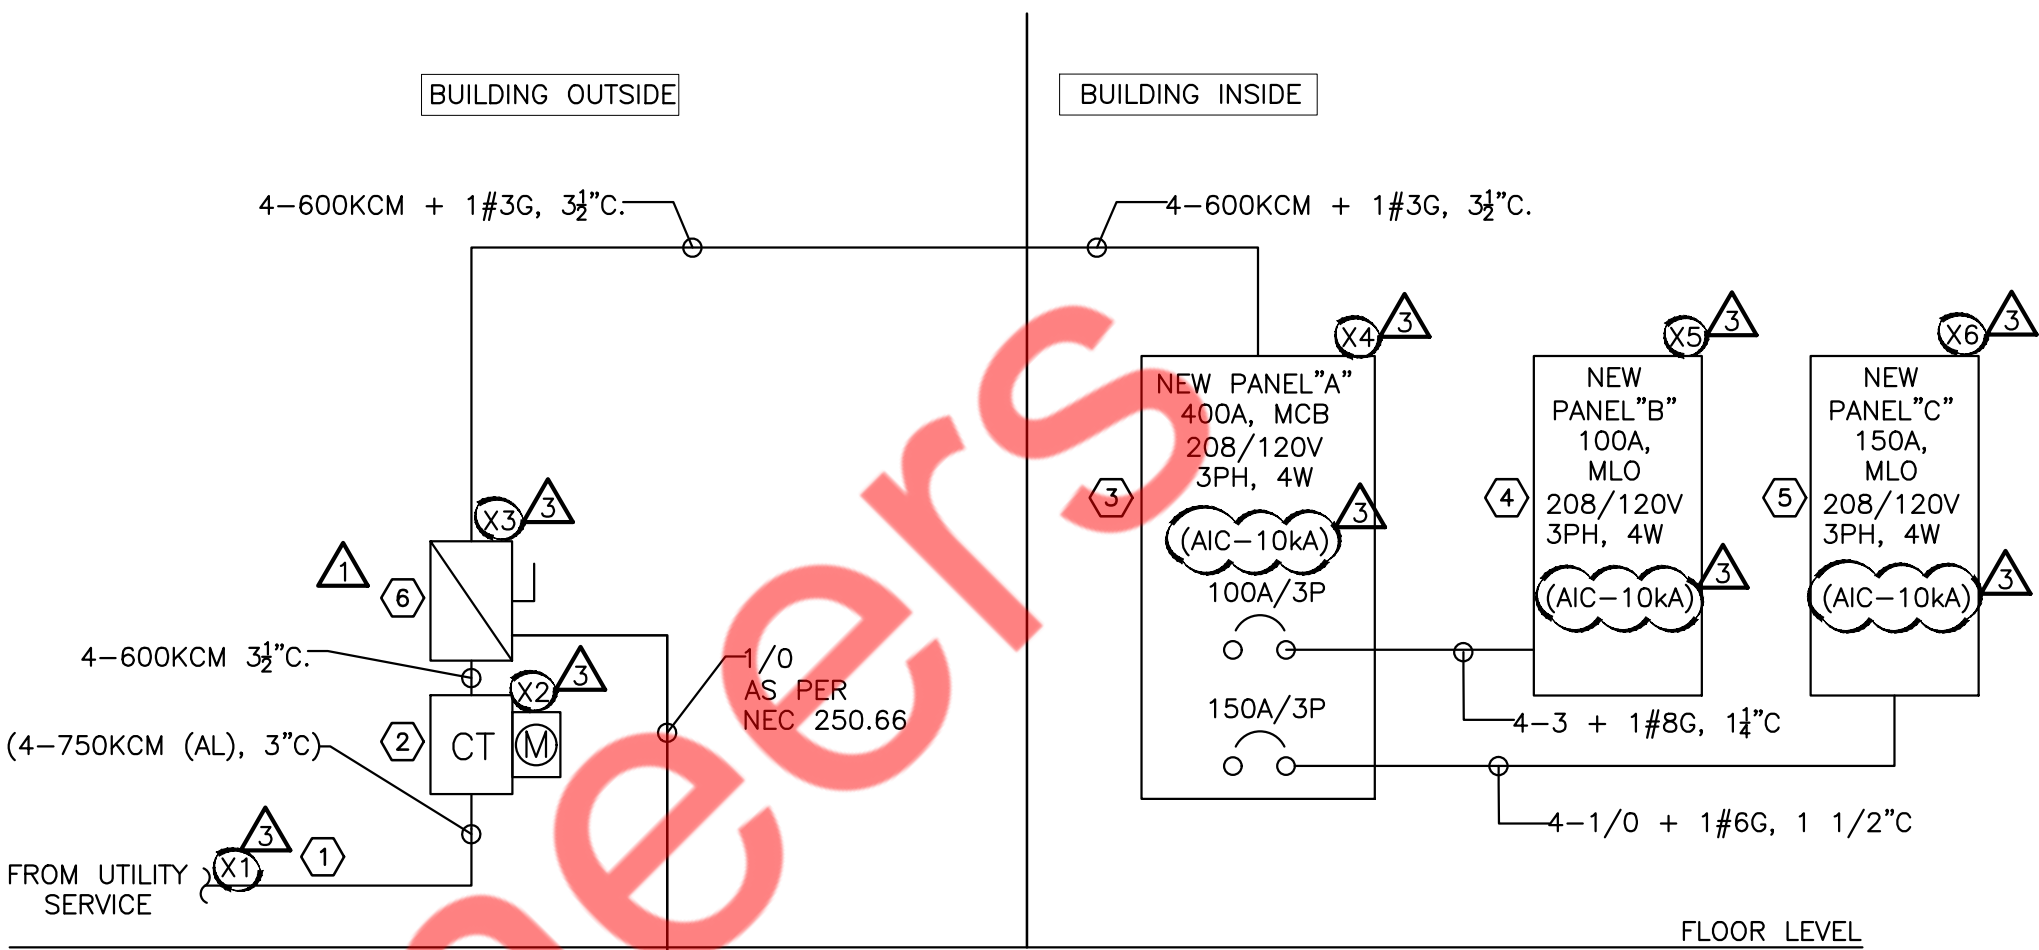 BUILDING OUTSIDE
BUILDING INSIDE
4-600KCM + 1#3G, 3½"C.
4-600KCM + 1#3G, 3½"C.
X4
3
X5
3
X6
3
NEW PANEL"A"
400A, MCB
208/120V
3PH, 4W
3
(AIC-10kA)
3
100A/3P
150A/3P
NEW
PANEL"B"
100A,
MLO
208/120V
3PH, 4W
4
(AIC-10kA)
3
NEW
PANEL"C"
150A,
MLO
208/120V
3PH, 4W
5
(AIC-10kA)
3
X3
3
1
6
4-600KCM 3½"C.
X2
3
1/0
AS PER
NEC 250.66
2
CT
M
(4-750KCM (AL), 3"C)
4-3 + 1#8G, 1¼"C
4-1/0 + 1#6G, 1 1/2"C
X1
3
1
FROM UTILITY
SERVICE
FLOOR LEVEL
eers